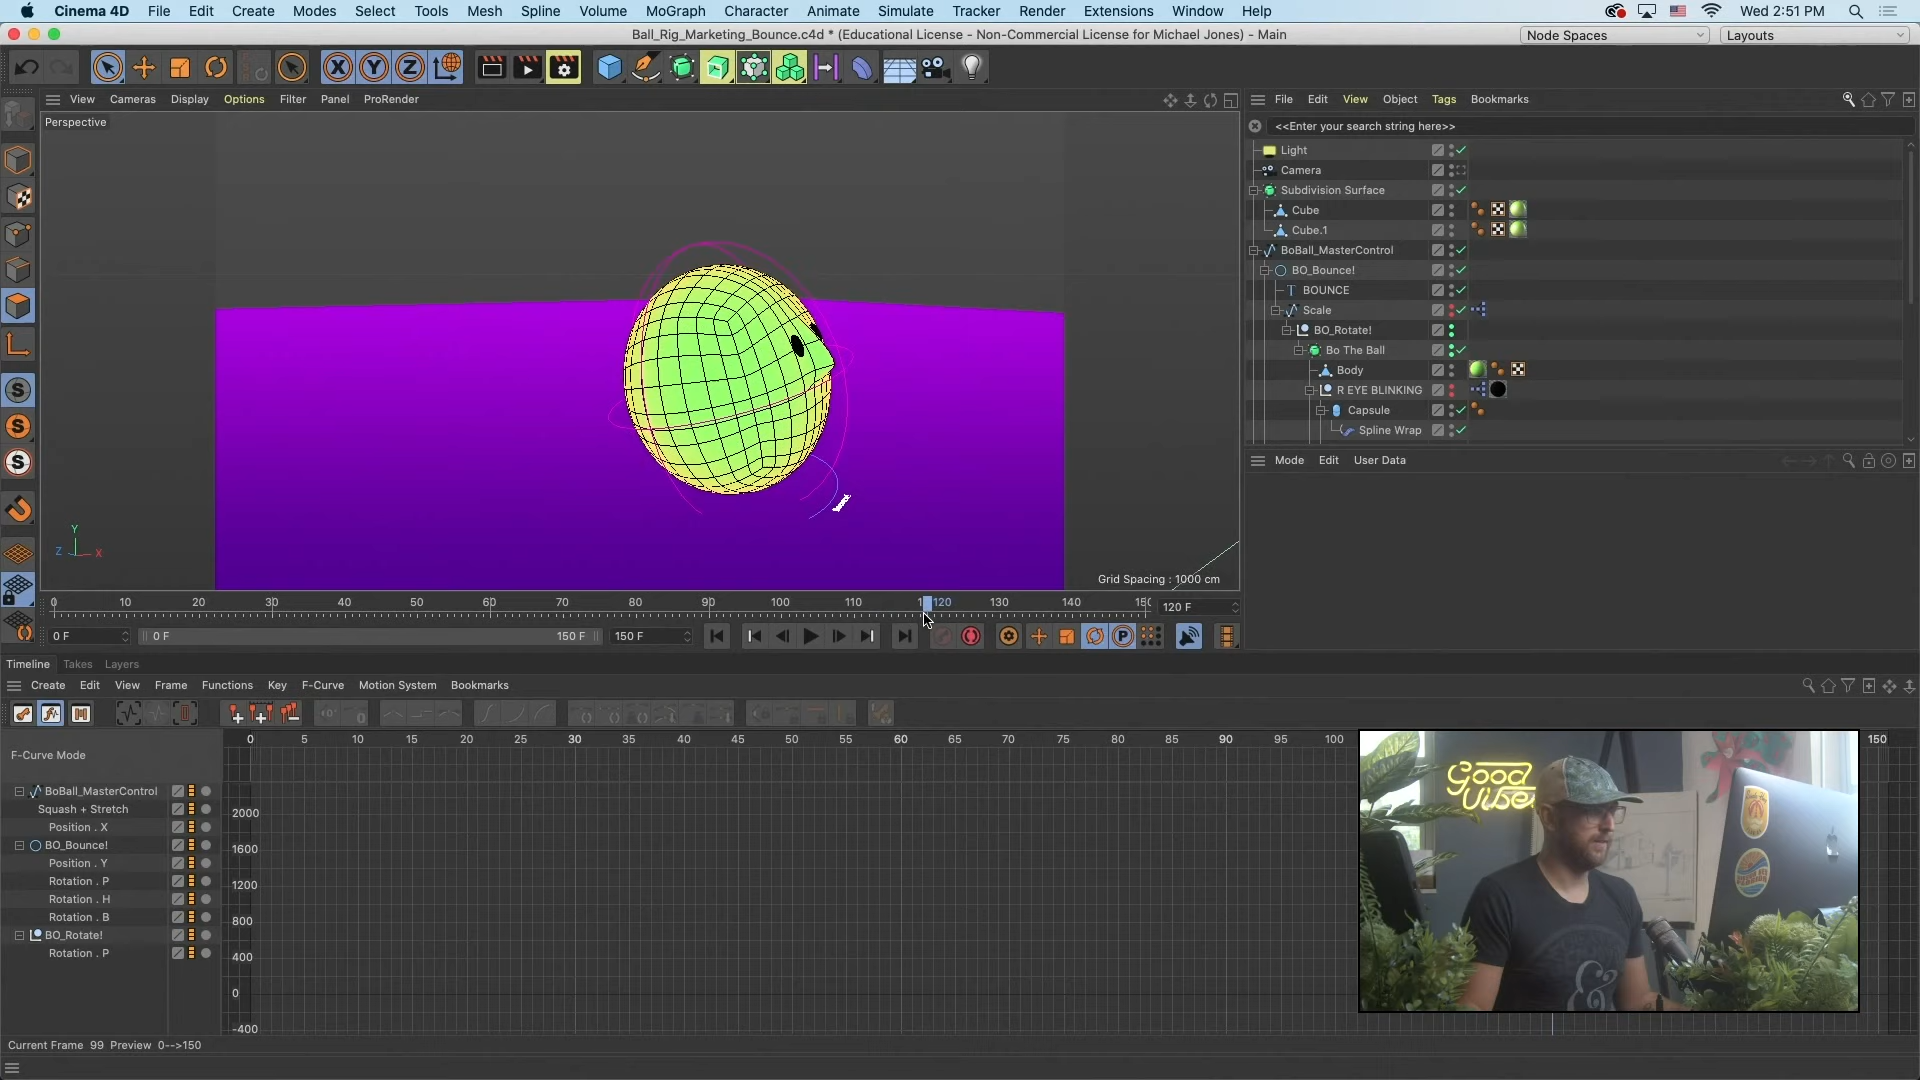 Cinema 4D File Edit Create Modes Select Tools Mesh Spline Volume MoGraph Character Animate Simulate Tracker Render Extensions Window Help Wed 2:51 PM
Ball_Rig_Marketing_Bounce.c4d * (Educational License - Non-Commercial License for Michael Jones) - Main
Node Spaces
Layouts
X Y Z
View Cameras Display Options Filter Panel ProRender
Perspective
Y
Z X
Grid Spacing : 1000 cm
File Edit View Object Tags Bookmarks
<<Enter your search string here>>
Light
Camera
Subdivision Surface
Cube
Cube.1
BoBall_MasterControl
BO_Bounce!
BOUNCE
Scale
BO_Rotate!
Bo The Ball
Body
R EYE BLINKING
Capsule
Spline Wrap
Mode Edit User Data
S
S
S
0 10 20 30 40 50 60 70 80 90 100 110 120 130 140 120 F
0 F 0 F 150 F 150 F P
Timeline Takes Layers
Create Edit View Frame Functions Key F-Curve Motion System Bookmarks
F-Curve Mode
0 5 10 15 20 25 30 35 40 45 50 55 60 65 70 75 80 85 90 95 100 150
BoBall_MasterControl
Squash + Stretch
Position . X
BO_Bounce!
Position . Y
Rotation . P
Rotation . H
Rotation . B
BO_Rotate!
Rotation . P
2000
1600
1200
800
400
0
-400
Good
Vibes
&
Current Frame 99 Preview 0-->150